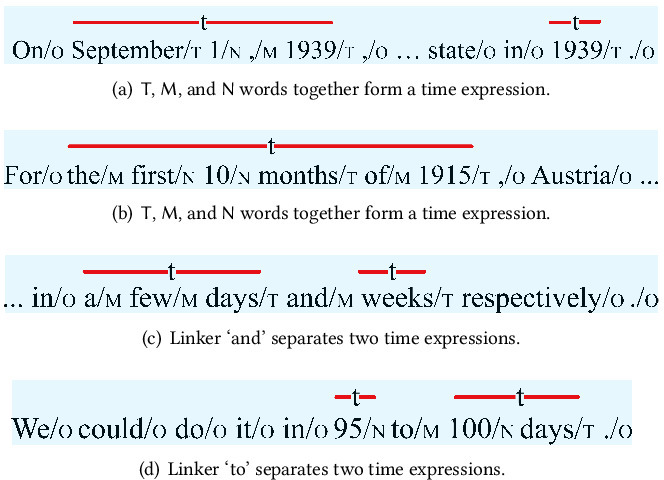 t t
On/O September/T 1/N ,/M 1939/T ,/O ... state/O in/O 1939/T ./O
(a) T, M, and N words together form a time expression.
t
For/O the/M first/N 10/N months/T of/M 1915/T ,/O Austria/O ...
(b) T, M, and N words together form a time expression.
t t
... in/O a/M few/M days/T and/M weeks/T respectively/O ./O
(c) Linker ‘and’ separates two time expressions.
t t
We/O could/O do/O it/O in/O 95/N to/M 100/N days/T ./O
(d) Linker ‘to’ separates two time expressions.